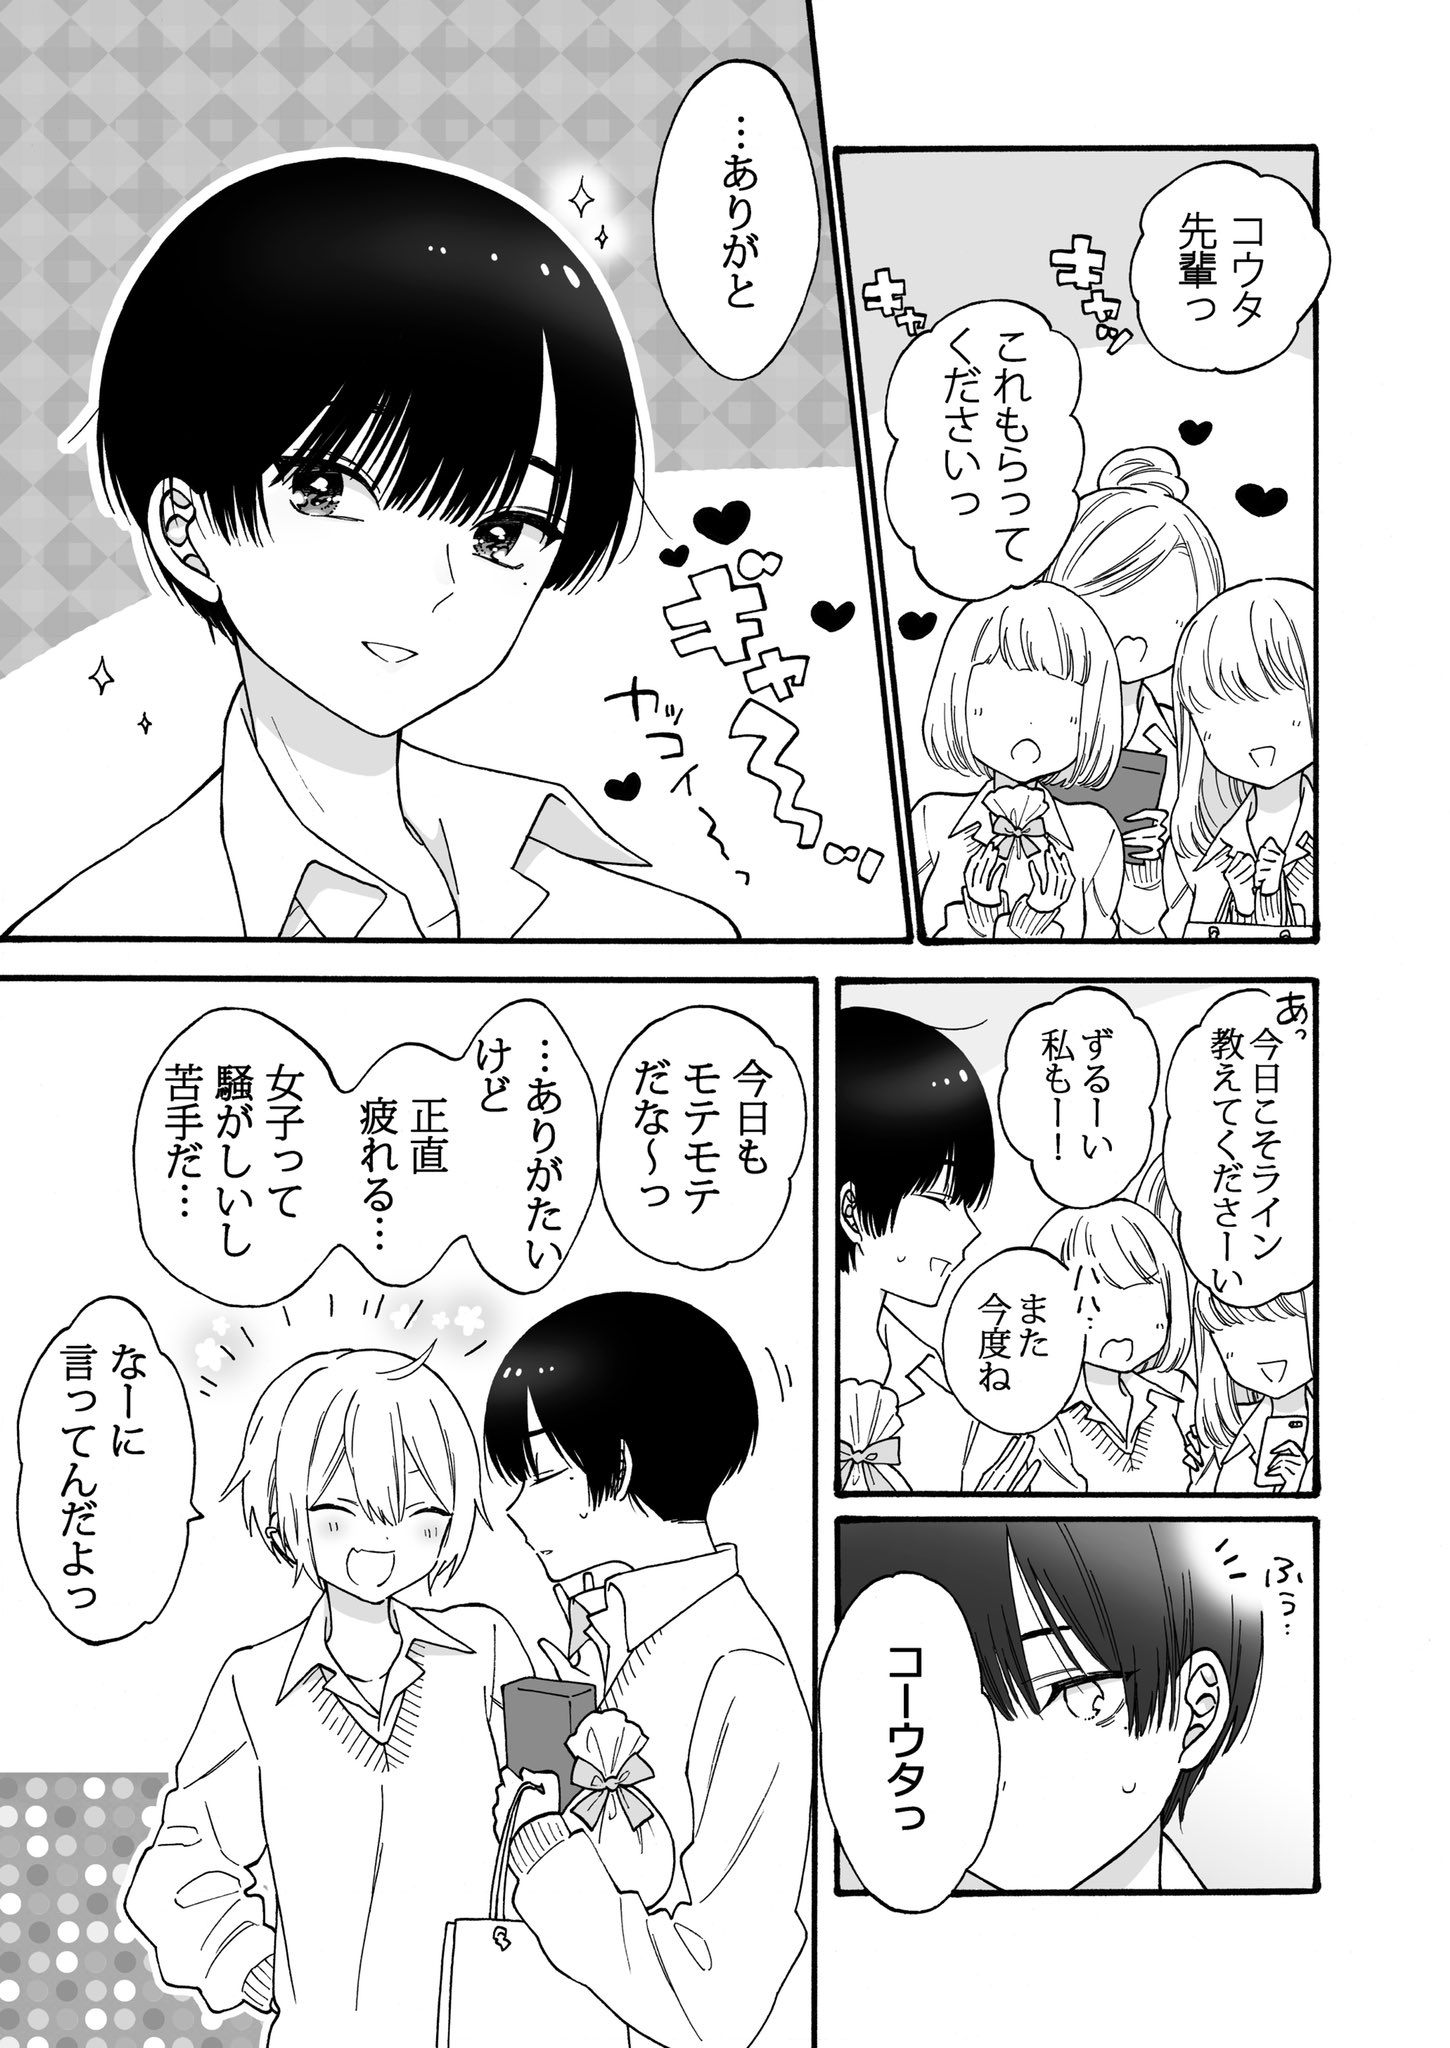 コウタ
先輩っ
キャッ
キャ
これもらって
くださいっ
…ありがと
ギャ〜〜…!!
カッコイ〜っ
あっ
今日こそライン
教えてくださーい
ずるーい
私もー！
ハハ…
また
今度ね
ふぅ…
コーウタっ
今日も
モテモテ
だな〜っ
…ありがたい
けど
正直
疲れる…
女子って
騒がしいし
苦手だ…
なーに
言ってんだよっ